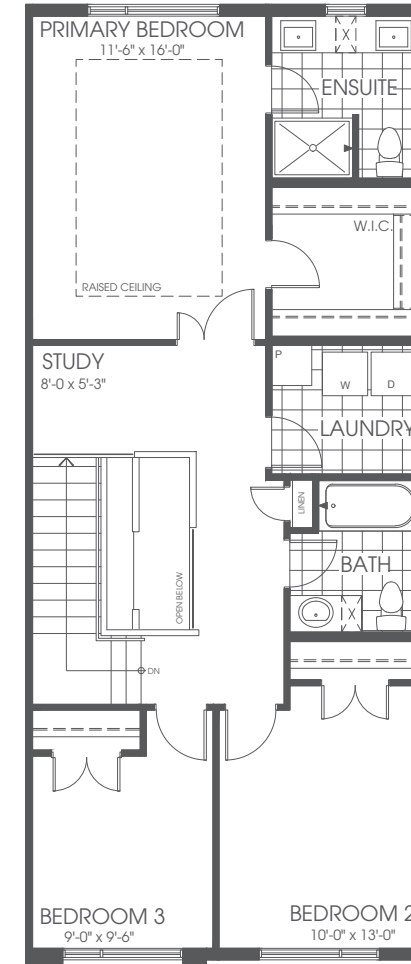 PRIMARY BEDROOM
11'-6" x 16'-0"
ENSUITE
W.I.C.
RAISED CEILING
STUDY
8'-0 x 5'-3"
P
W
D
LAUNDRY
LINEN
BATH
OPEN BELOW
DN
BEDROOM 3
9'-0" x 9'-6"
BEDROOM 2
10'-0" x 13'-0"